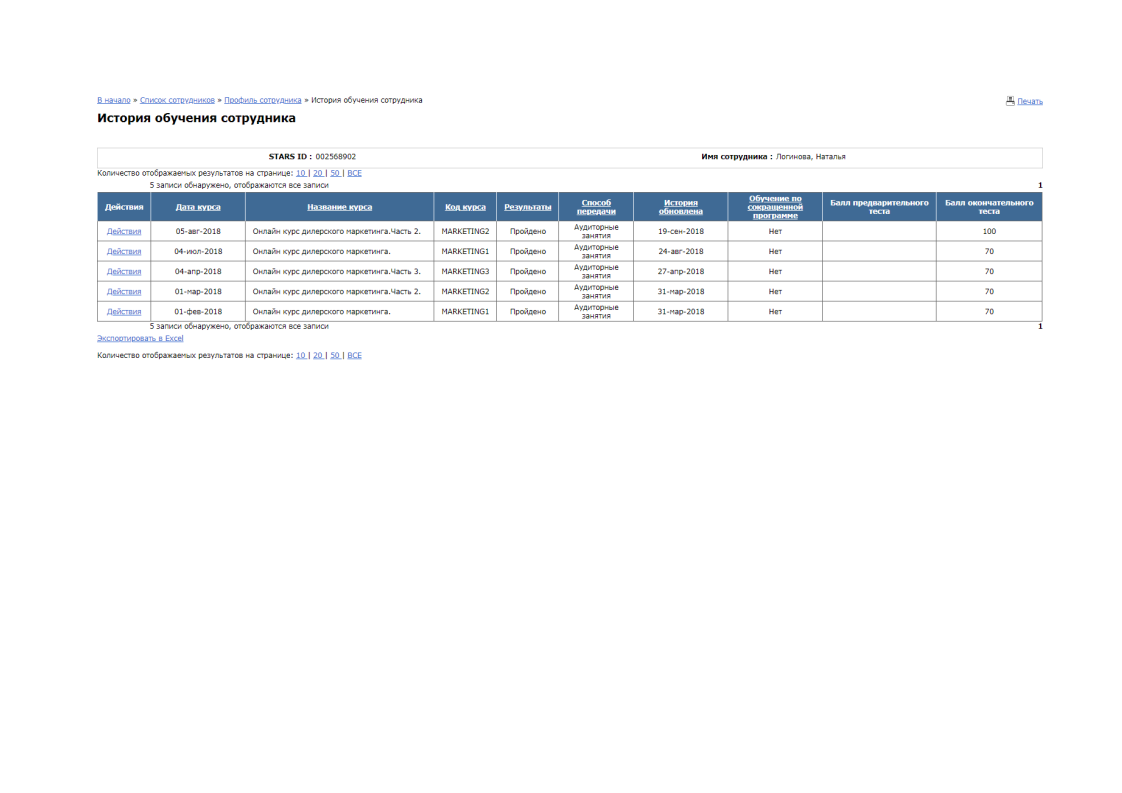 В начало » Список сотрудников » Профиль сотрудника » История обучения сотрудника
Печать
История обучения сотрудника
STARS ID : 002568902 Имя сотрудника : Логинова, Наталья
Количество отображаемых результатов на странице: 10 | 20 | 50 | ВСЕ
5 записи обнаружено, отображаются все записи 1
Действия Дата курса Название курса Код курса Результаты Способ передачи История обновлена Обучение по сокращенной программе Балл предварительного теста Балл окончательного теста
Действия 05-авг-2018 Онлайн курс дилерского маркетинга.Часть 2. MARKETING2 Пройдено Аудиторные занятия 19-сен-2018 Нет 100
Действия 04-июл-2018 Онлайн курс дилерского маркетинга. MARKETING1 Пройдено Аудиторные занятия 24-авг-2018 Нет 70
Действия 04-апр-2018 Онлайн курс дилерского маркетинга.Часть 3. MARKETING3 Пройдено Аудиторные занятия 27-апр-2018 Нет 70
Действия 01-мар-2018 Онлайн курс дилерского маркетинга.Часть 2. MARKETING2 Пройдено Аудиторные занятия 31-мар-2018 Нет 70
Действия 01-фев-2018 Онлайн курс дилерского маркетинга. MARKETING1 Пройдено Аудиторные занятия 31-мар-2018 Нет 70
5 записи обнаружено, отображаются все записи 1
Экспортировать в Excel
Количество отображаемых результатов на странице: 10 | 20 | 50 | ВСЕ